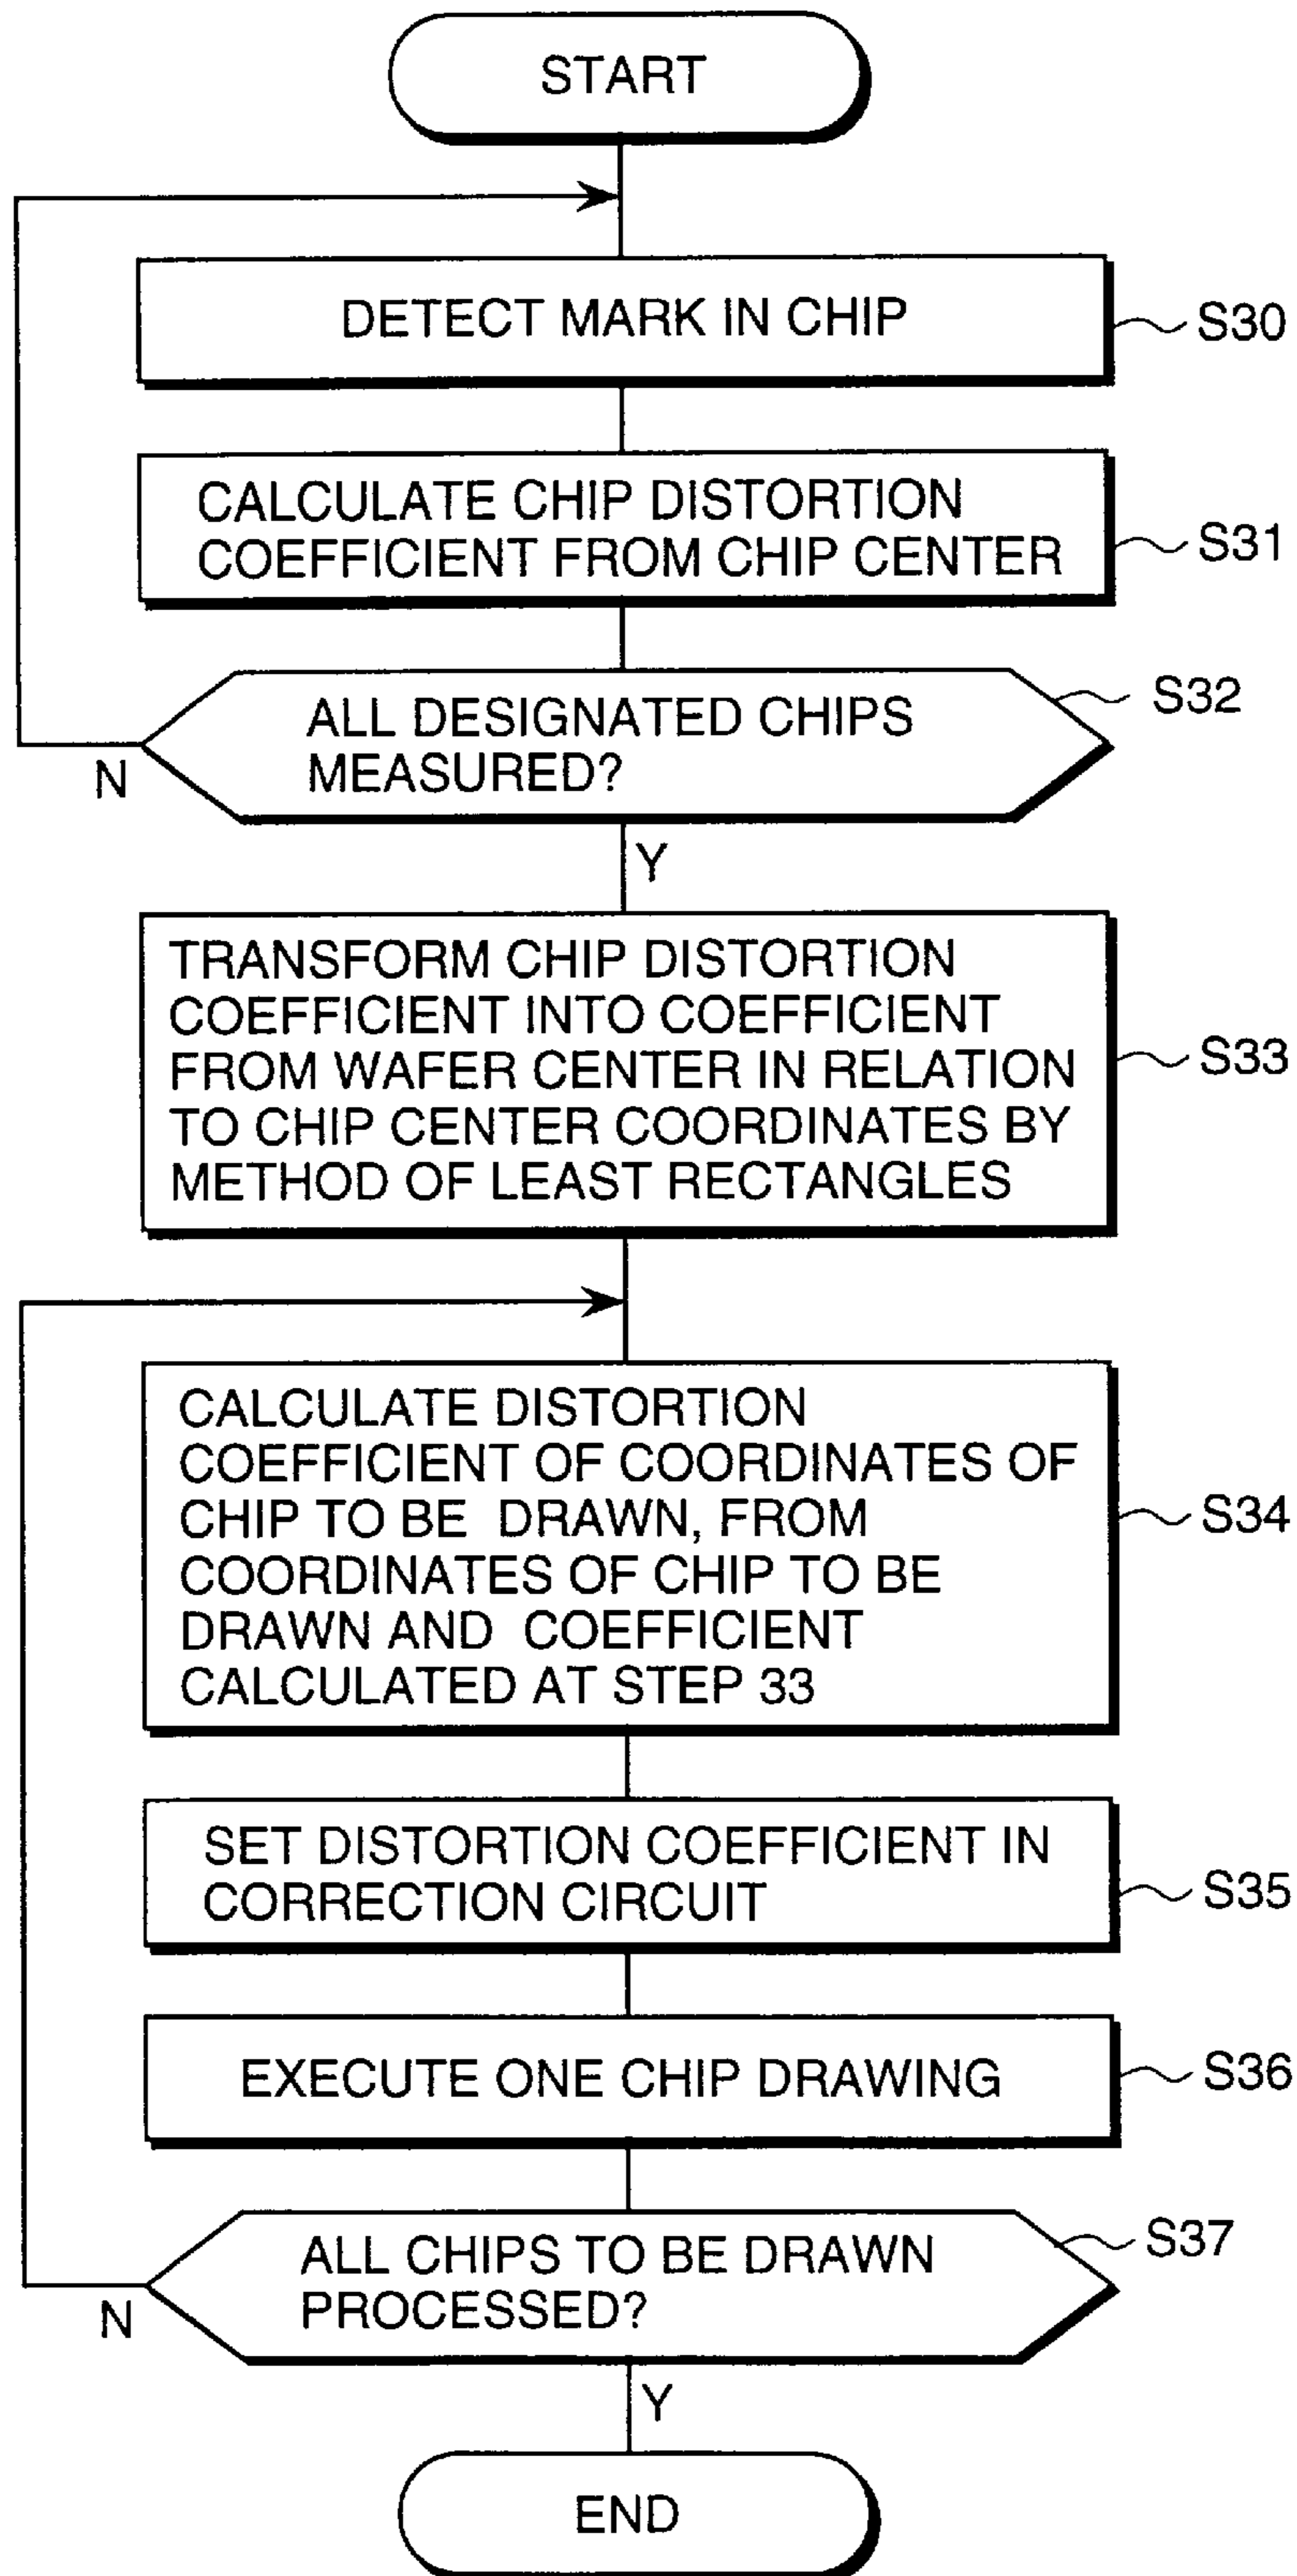 START
DETECT MARK IN CHIP
S30
CALCULATE CHIP DISTORTION
COEFFICIENT FROM CHIP CENTER
S31
ALL DESIGNATED CHIPS
MEASURED?
S32
N
Y
TRANSFORM CHIP DISTORTION
COEFFICIENT INTO COEFFICIENT
FROM WAFER CENTER IN RELATION
TO CHIP CENTER COORDINATES BY
METHOD OF LEAST RECTANGLES
S33
CALCULATE DISTORTION
COEFFICIENT OF COORDINATES OF
CHIP TO BE DRAWN, FROM
COORDINATES OF CHIP TO BE
DRAWN AND COEFFICIENT
CALCULATED AT STEP 33
S34
SET DISTORTION COEFFICIENT IN
CORRECTION CIRCUIT
S35
EXECUTE ONE CHIP DRAWING
S36
ALL CHIPS TO BE DRAWN
PROCESSED?
S37
N
Y
END